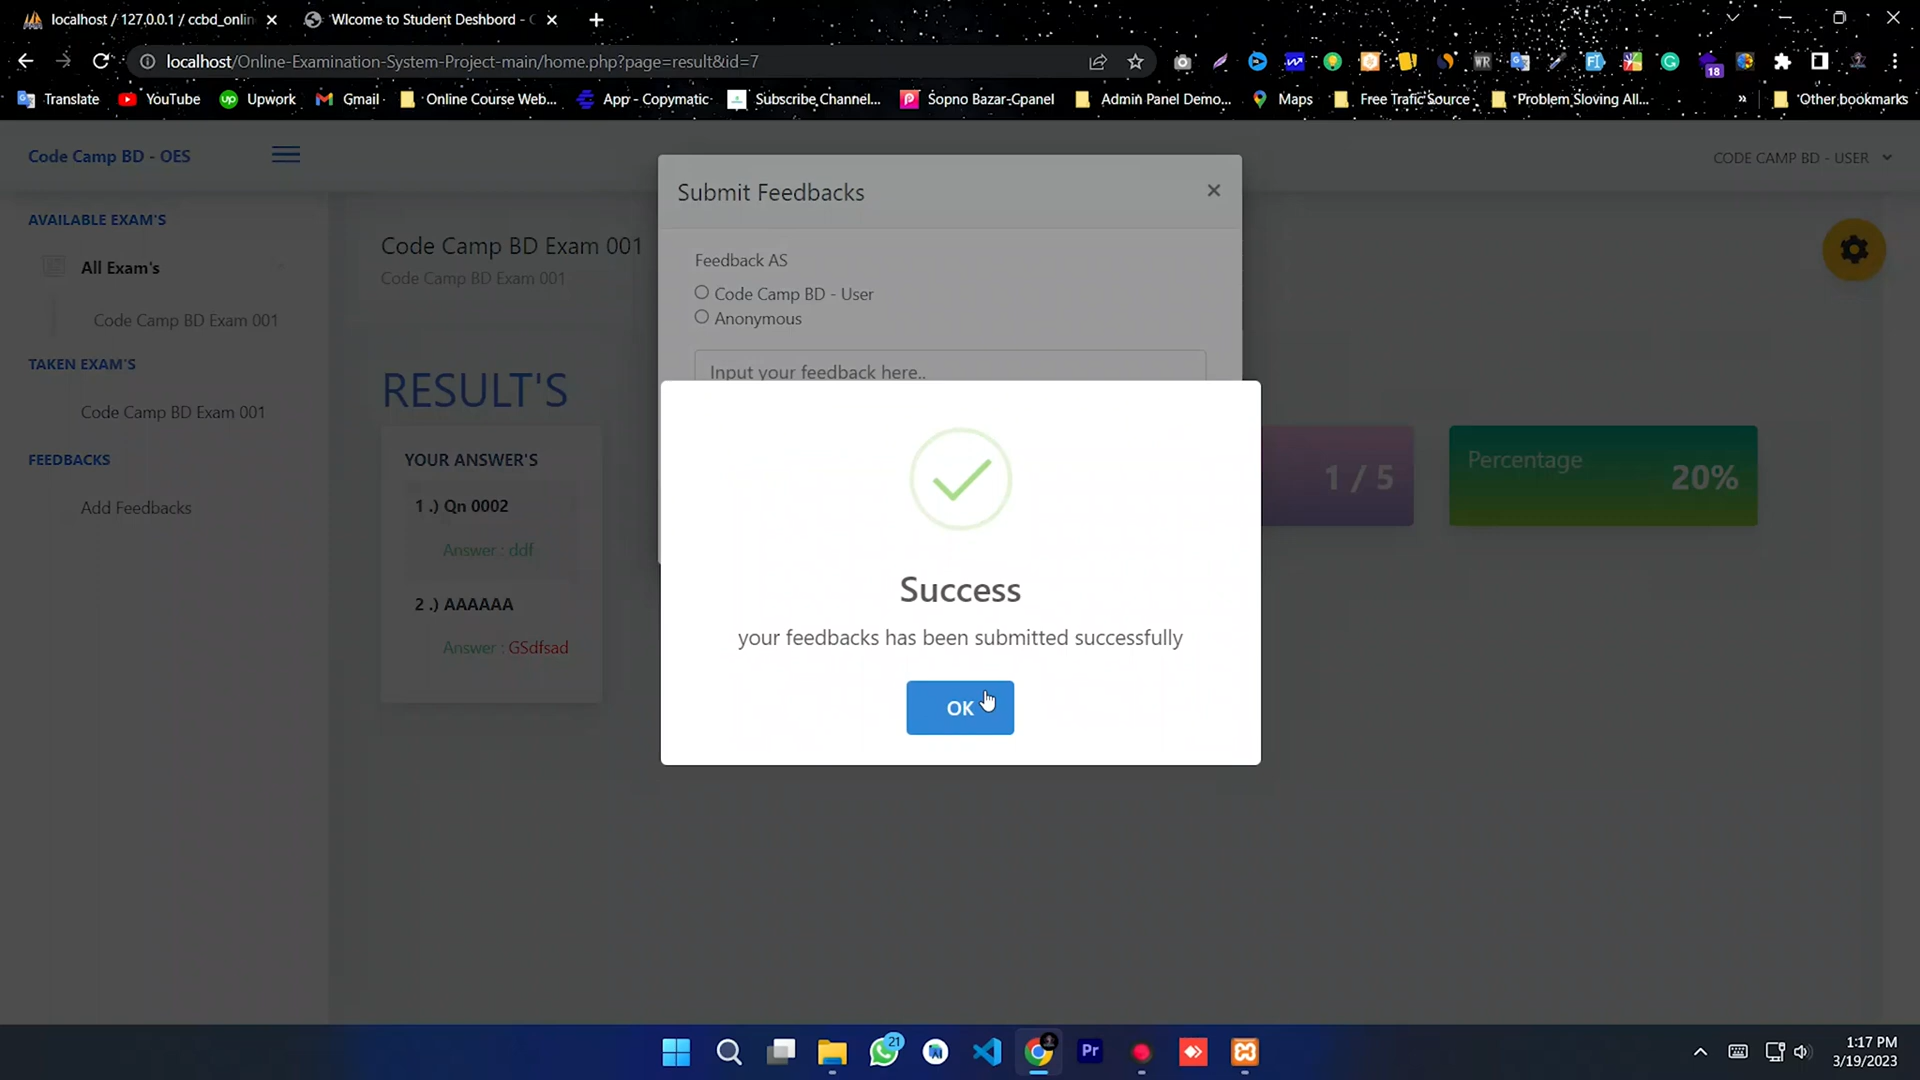 localhost / 127.0.0.1 / ccbd_onlin
Wlcome to Student Deshbord -
localhost/Online-Examination-System-Project-main/home.php?page=result&id=7
WR
18
Translate
YouTube
up
Upwork
Gmail
Online Course Web...
App - Copymatic
Subscribe Channel...
Sopno Bazar-Cpanel
Admin Panel Demo...
Maps
Free Trafic Source
Problem Sloving All...
»
Other bookmarks
Code Camp BD - OES
CODE CAMP BD - USER
Submit Feedbacks
×
AVAILABLE EXAM'S
All Exam's
Code Camp BD Exam 001
TAKEN EXAM'S
Code Camp BD Exam 001
FEEDBACKS
Add Feedbacks
Code Camp BD Exam 001
Code Camp BD Exam 001
Feedback AS
Code Camp BD - User
Anonymous
Input your feedback here..
RESULT'S
YOUR ANSWER'S
1 .) Qn 0002
Answer : ddf
2 .) AAAAAA
Answer : GSdfsad
1 / 5
Percentage
20%
Success
your feedbacks has been submitted successfully
OK
21
Pr
1:17 PM
3/19/2023